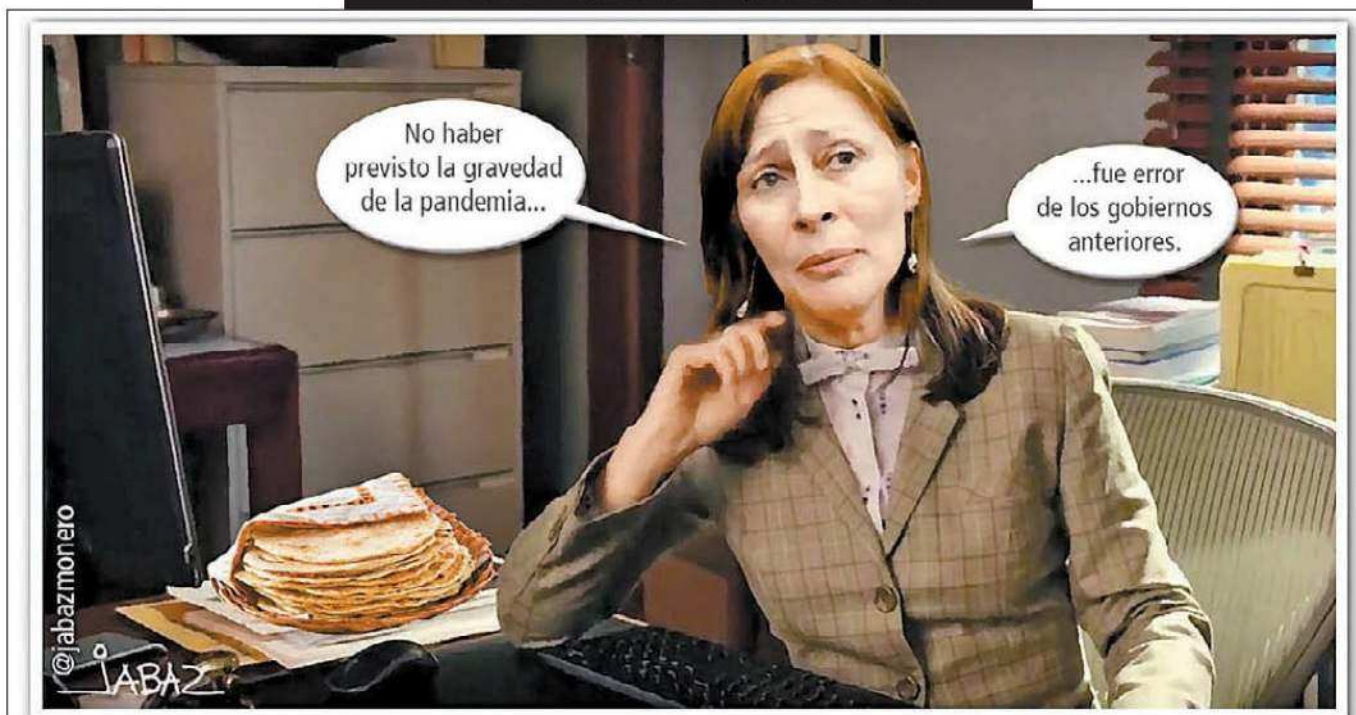 No haber
previsto la gravedad
de la pandemia...
...fue error
de los gobiernos
anteriores.
@jabazmonero
JABAZ